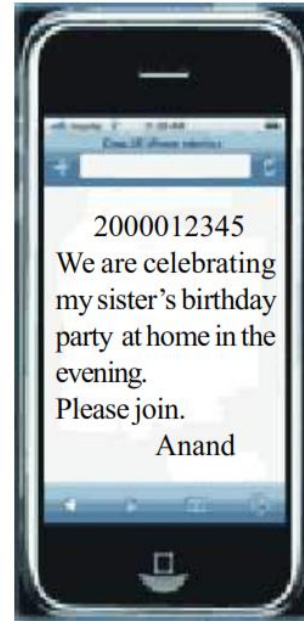 2000012345
We are celebrating
my sister's birthday
party at home in the
evening.
Please join.
Anand